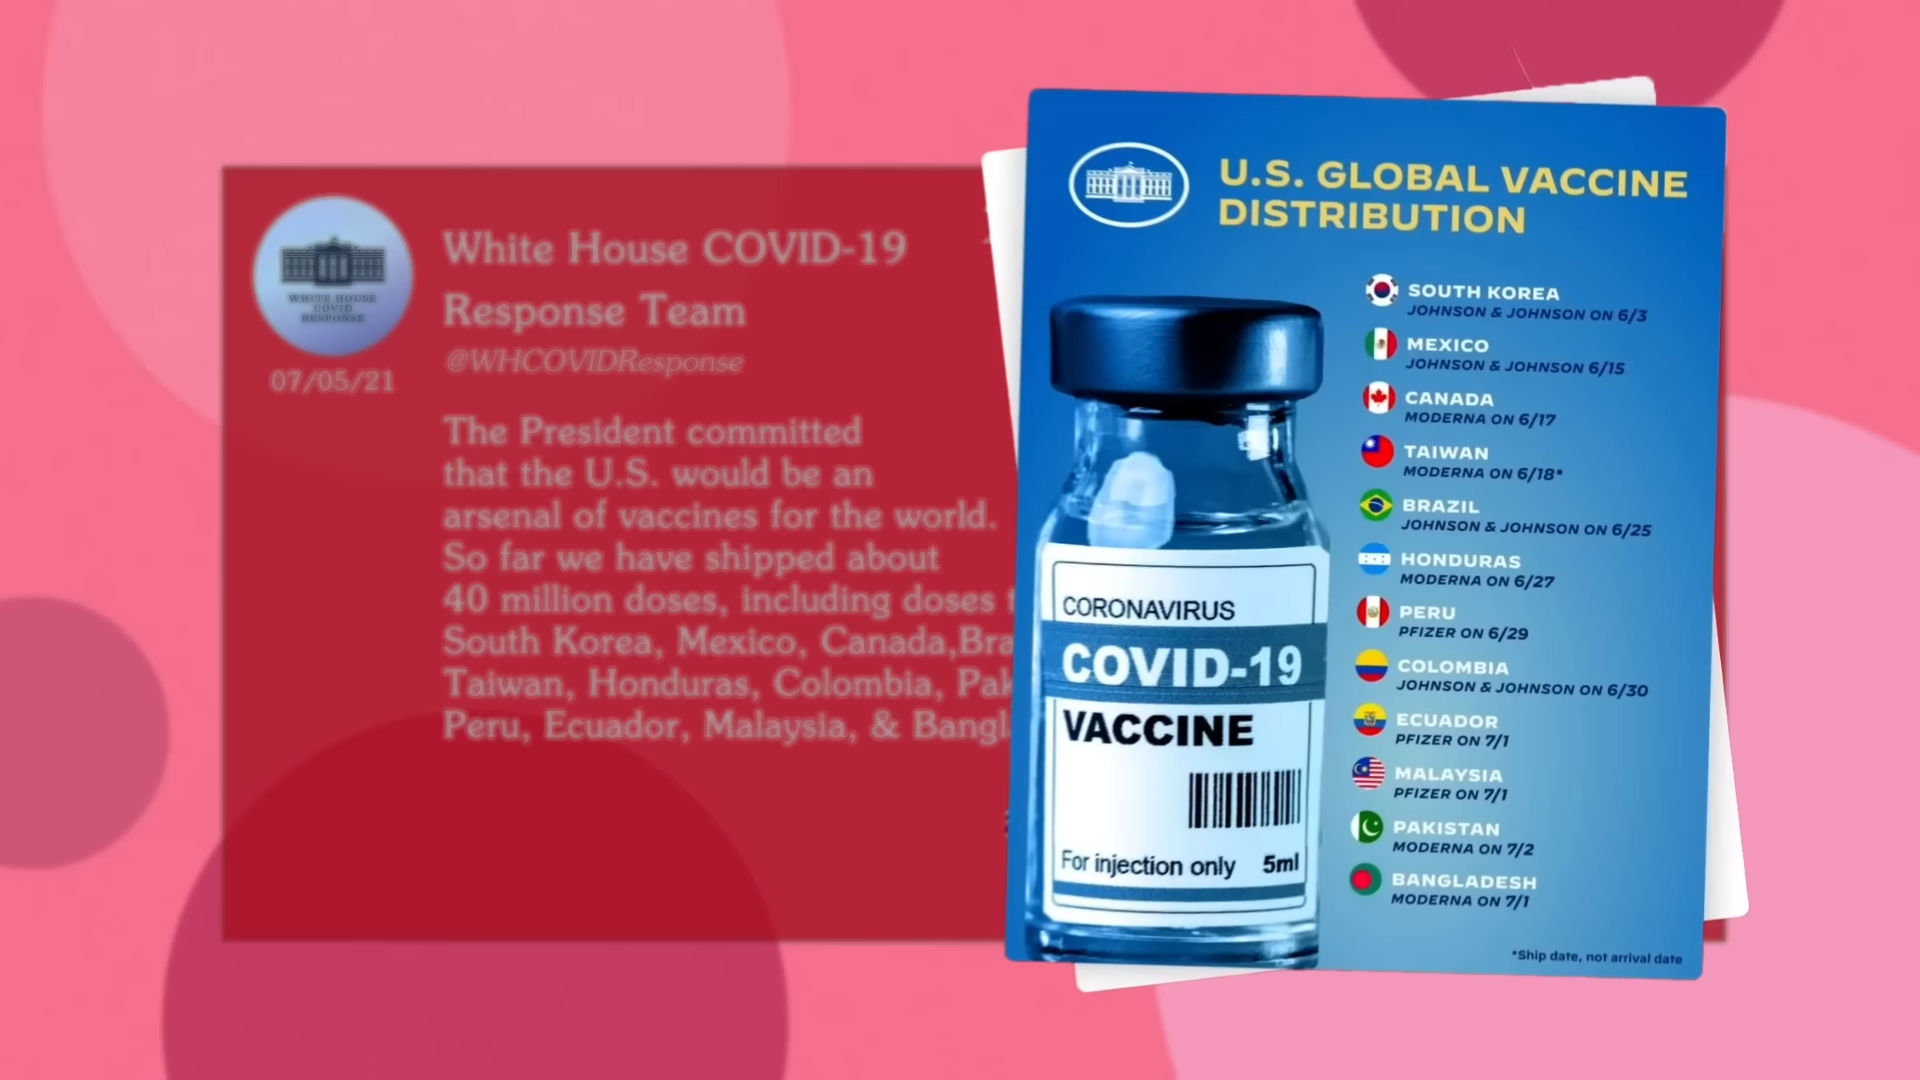 WHITE HOUSE
COVID
RESPONSE
07/05/21
White House COVID-19
Response Team
@WHCOVIDResponse
The President committed
that the U.S. would be an
arsenal of vaccines for the world.
So far we have shipped about
40 million doses, including doses
South Korea, Mexico, Canada,
Taiwan, Honduras, Colombia,
Peru, Ecuador, Malaysia, &
U.S. GLOBAL VACCINE
DISTRIBUTION
SOUTH KOREA
JOHNSON & JOHNSON ON 6/3
MEXICO
JOHNSON & JOHNSON 6/15
CANADA
MODERNA ON 6/17
TAIWAN
MODERNA ON 6/18*
BRAZIL
JOHNSON & JOHNSON ON 6/25
HONDURAS
MODERNA ON 6/27
PERU
PFIZER ON 6/29
COLOMBIA
JOHNSON & JOHNSON ON 6/30
ECUADOR
PFIZER ON 7/1
MALAYSIA
PFIZER ON 7/1
PAKISTAN
MODERNA ON 7/2
BANGLADESH
MODERNA ON 7/1
*Ship date, not arrival date
CORONAVIRUS
COVID-19
VACCINE
For injection only 5ml